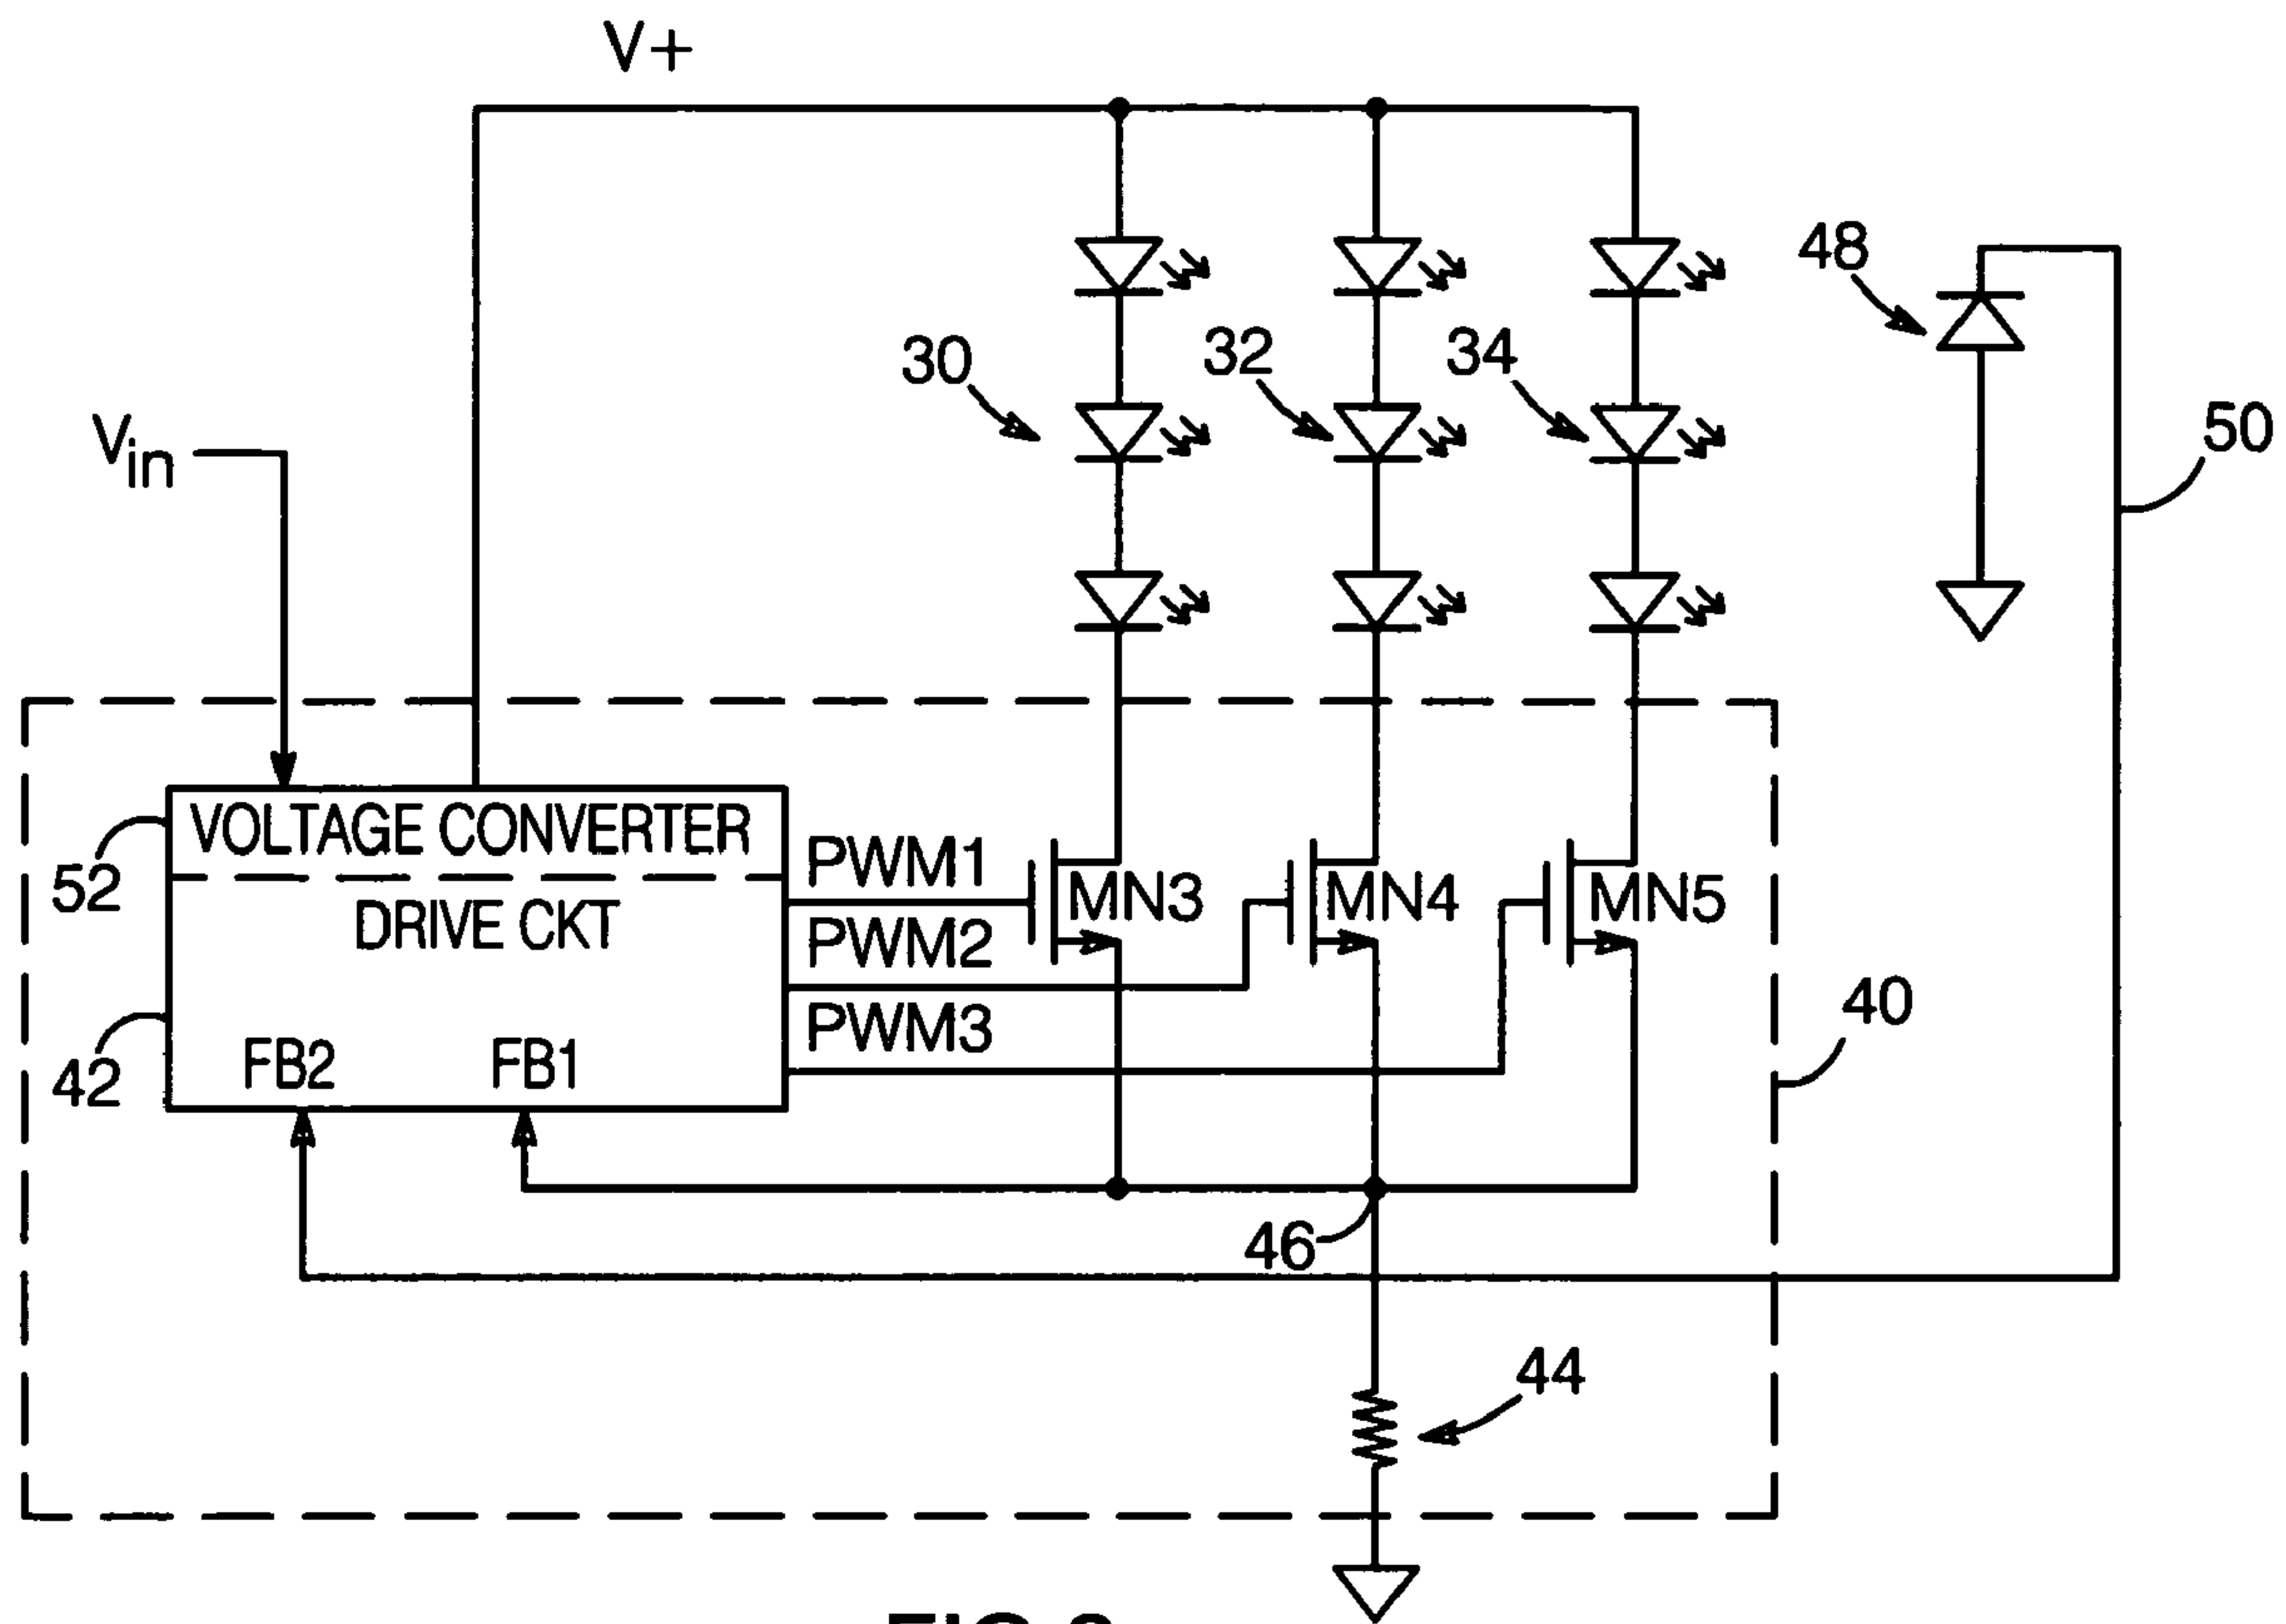 V+
48
30
32
34
Vin
50
VOLTAGE CONVERTER
52
DRIVE CKT
PWM1
MN3
MN4
MN5
PWM2
PWM3
40
42
FB2
FB1
46
44